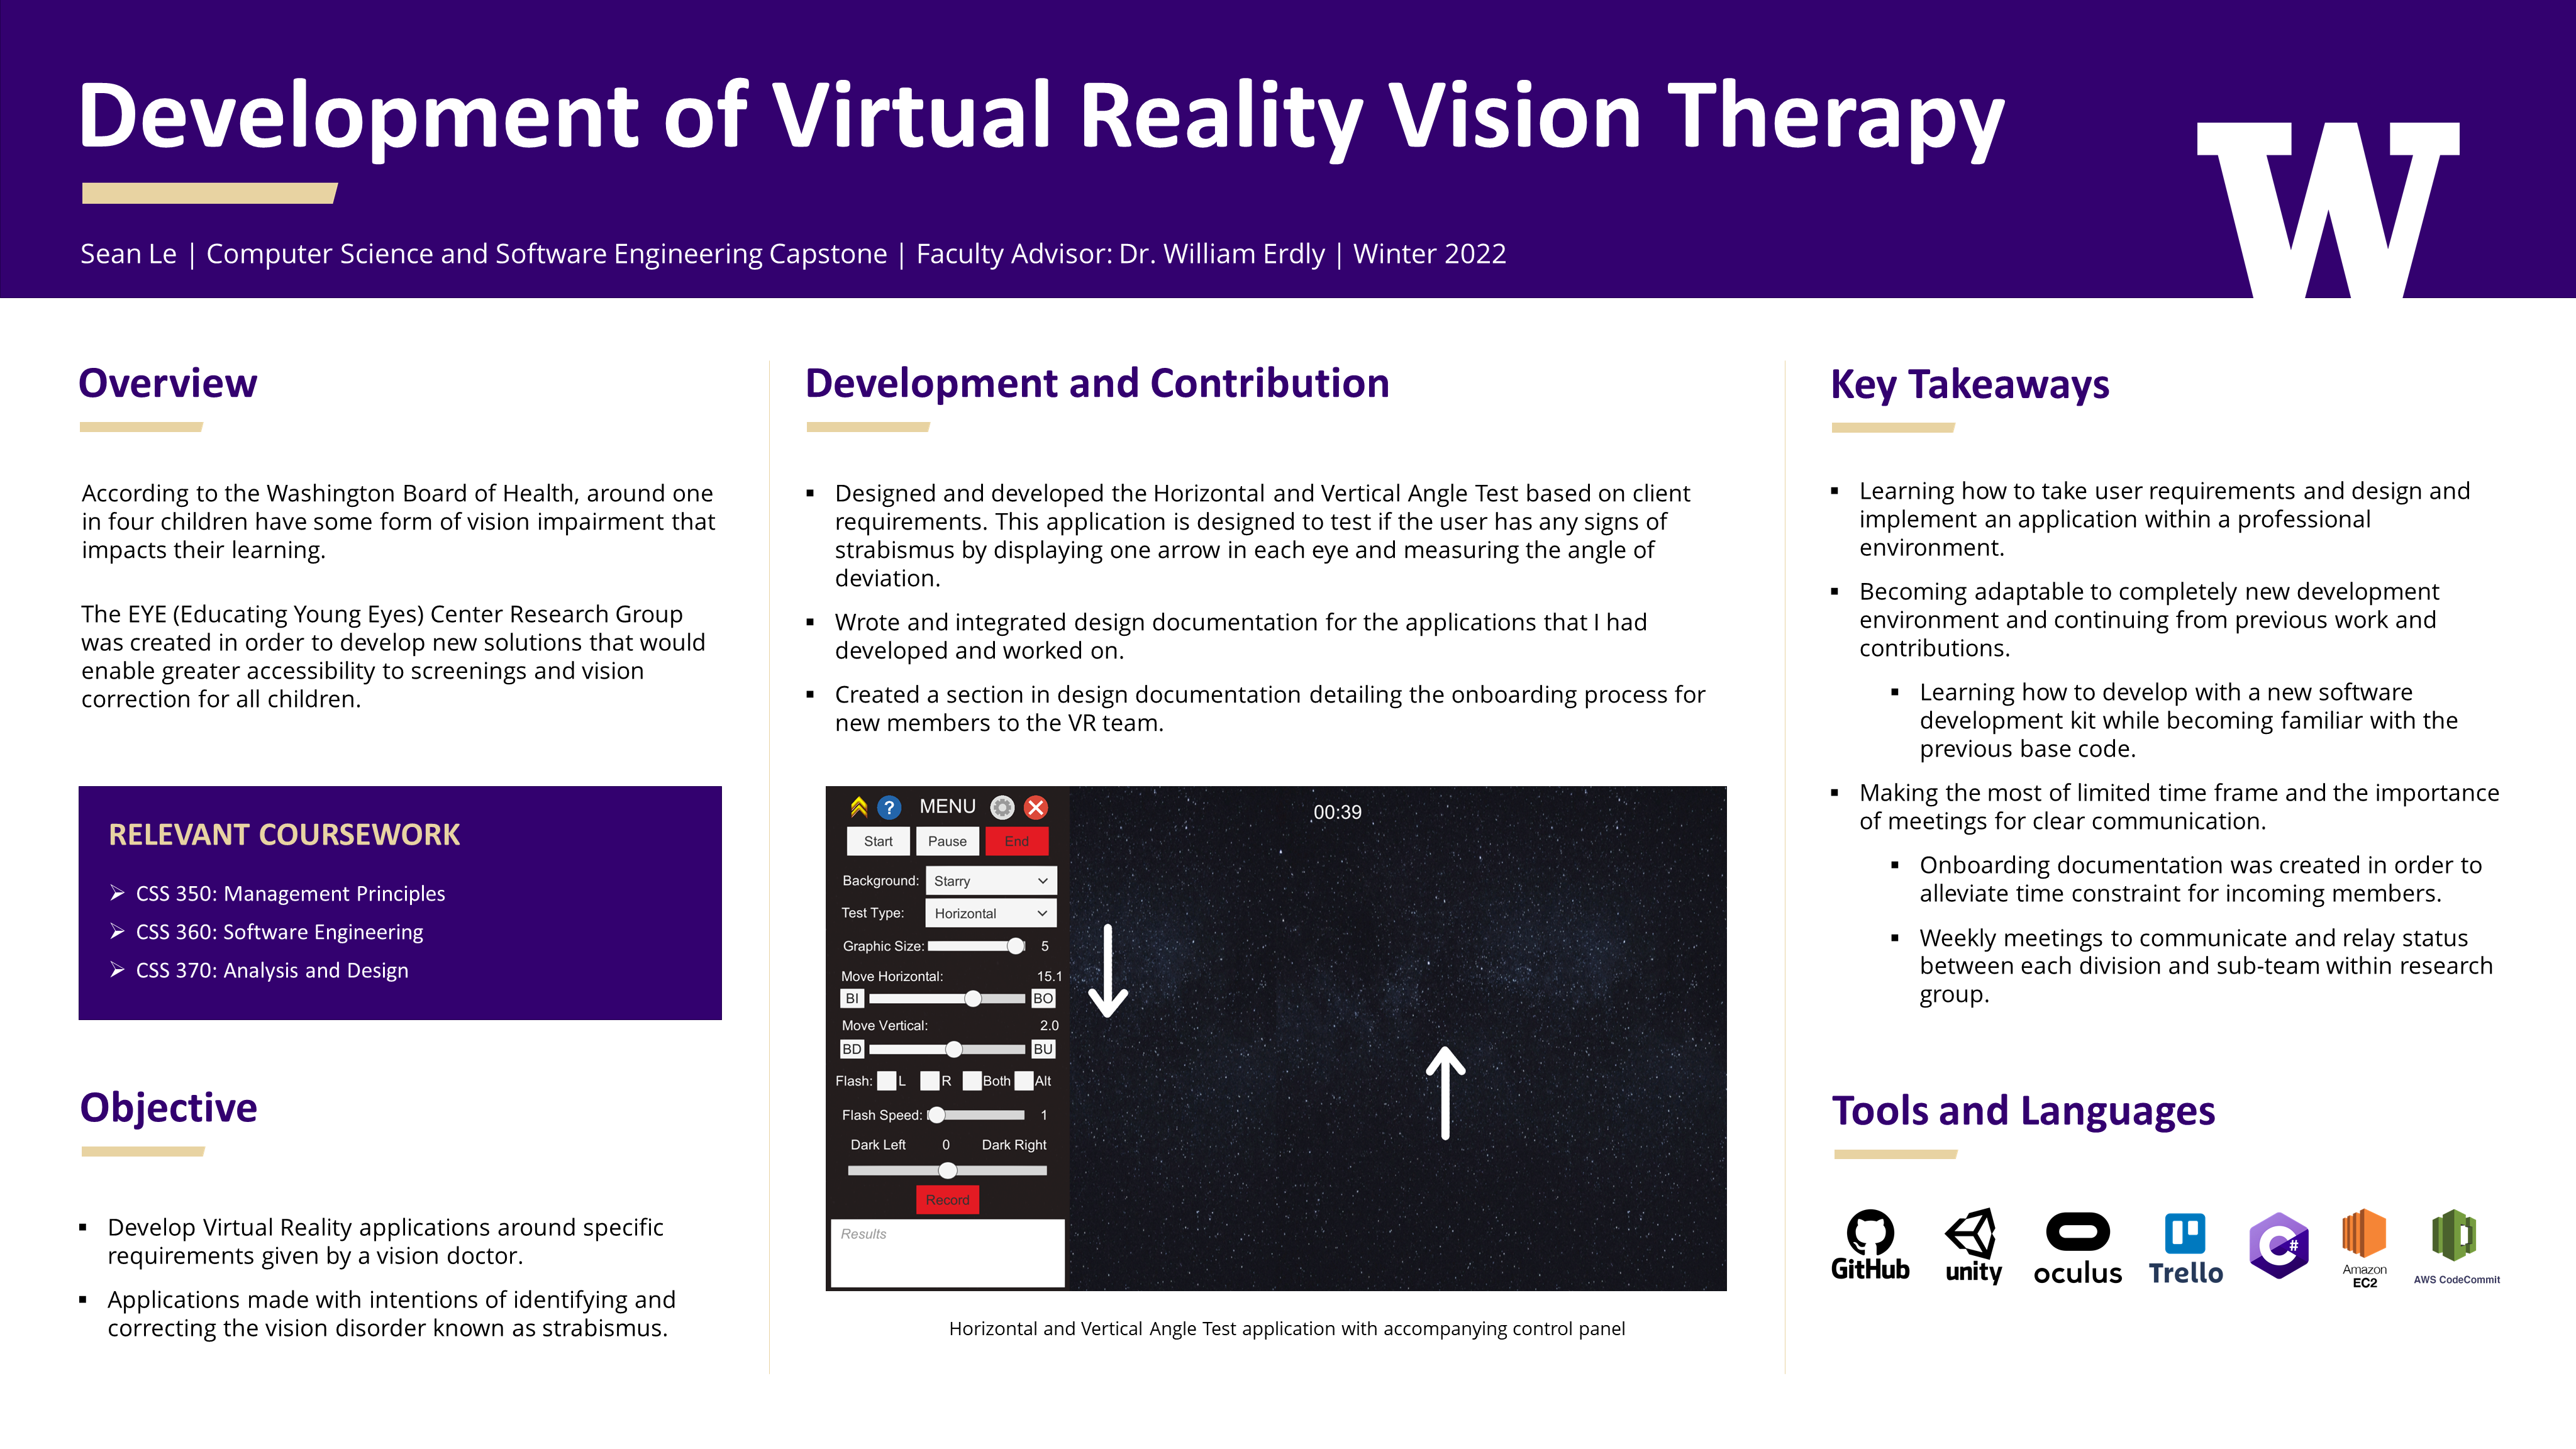 Development of Virtual Reality Vision Therapy
W
Sean Le | Computer Science and Software Engineering Capstone | Faculty Advisor: Dr. William Erdly | Winter 2022
Overview
According to the Washington Board of Health, around one
in four children have some form of vision impairment that
impacts their learning.
The EYE (Educating Young Eyes) Center Research Group
was created in order to develop new solutions that would
enable greater accessibility to screenings and vision
correction for all children.
RELEVANT COURSEWORK
➢ CSS 350: Management Principles
➢ CSS 360: Software Engineering
➢ CSS 370: Analysis and Design
Objective
▪ Develop Virtual Reality applications around specific
requirements given by a vision doctor.
▪ Applications made with intentions of identifying and
correcting the vision disorder known as strabismus.
Development and Contribution
▪ Designed and developed the Horizontal and Vertical Angle Test based on client
requirements. This application is designed to test if the user has any signs of
strabismus by displaying one arrow in each eye and measuring the angle of
deviation.
▪ Wrote and integrated design documentation for the applications that I had
developed and worked on.
▪ Created a section in design documentation detailing the onboarding process for
new members to the VR team.
? MENU
Start Pause End
Background: Starry
Test Type: Horizontal
Graphic Size: 5
Move Horizontal: 15.1
BI BO
Move Vertical: 2.0
BD BU
Flash: L R Both Alt
Flash Speed: 1
Dark Left 0 Dark Right
Record
Results
00:39
Horizontal and Vertical Angle Test application with accompanying control panel
Key Takeaways
▪ Learning how to take user requirements and design and
implement an application within a professional
environment.
▪ Becoming adaptable to completely new development
environment and continuing from previous work and
contributions.
▪ Learning how to develop with a new software
development kit while becoming familiar with the
previous base code.
▪ Making the most of limited time frame and the importance
of meetings for clear communication.
▪ Onboarding documentation was created in order to
alleviate time constraint for incoming members.
▪ Weekly meetings to communicate and relay status
between each division and sub-team within research
group.
Tools and Languages
GitHub
unity
oculus
Trello
C#
Amazon
EC2
AWS CodeCommit